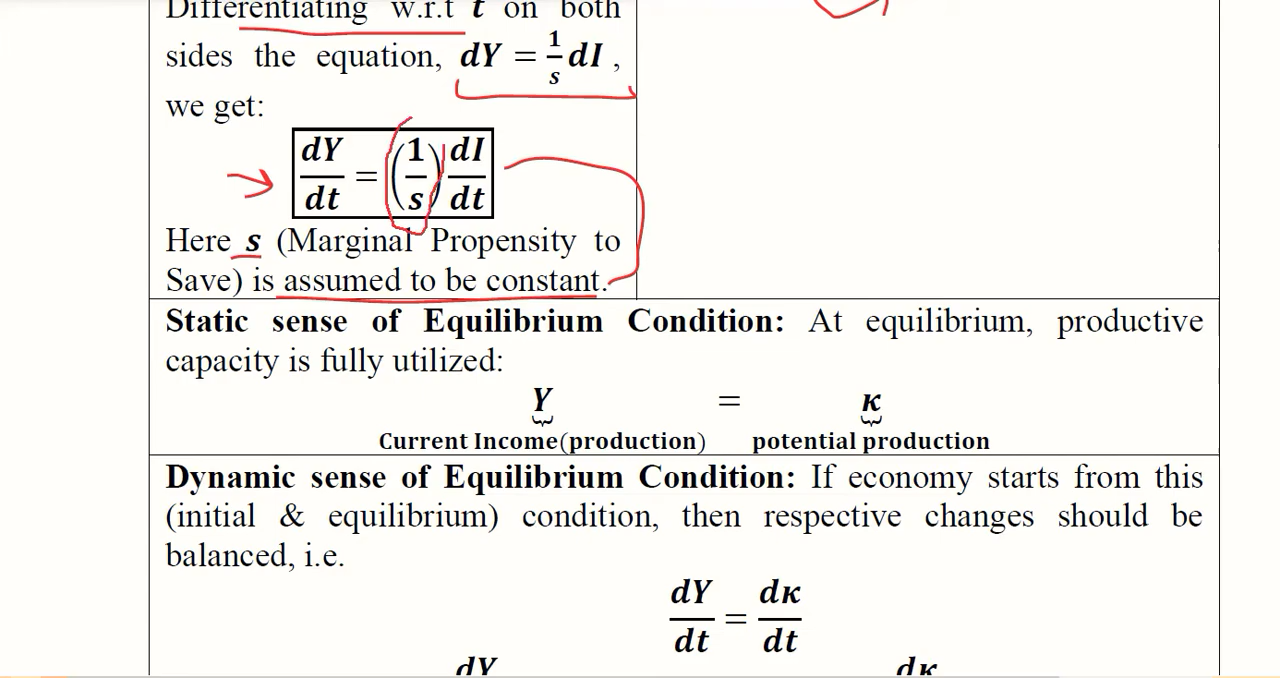 Differentiating w.r.t t on both
sides the equation, dY = 1/s dI ,
we get:
dY/dt = (1/s) dI/dt
Here s (Marginal Propensity to
Save) is assumed to be constant.
Static sense of Equilibrium Condition: At equilibrium, productive
capacity is fully utilized:
Y = κ
Current Income(production) potential production
Dynamic sense of Equilibrium Condition: If economy starts from this
(initial & equilibrium) condition, then respective changes should be
balanced, i.e.
dY/dt = dκ/dt
dY dκ